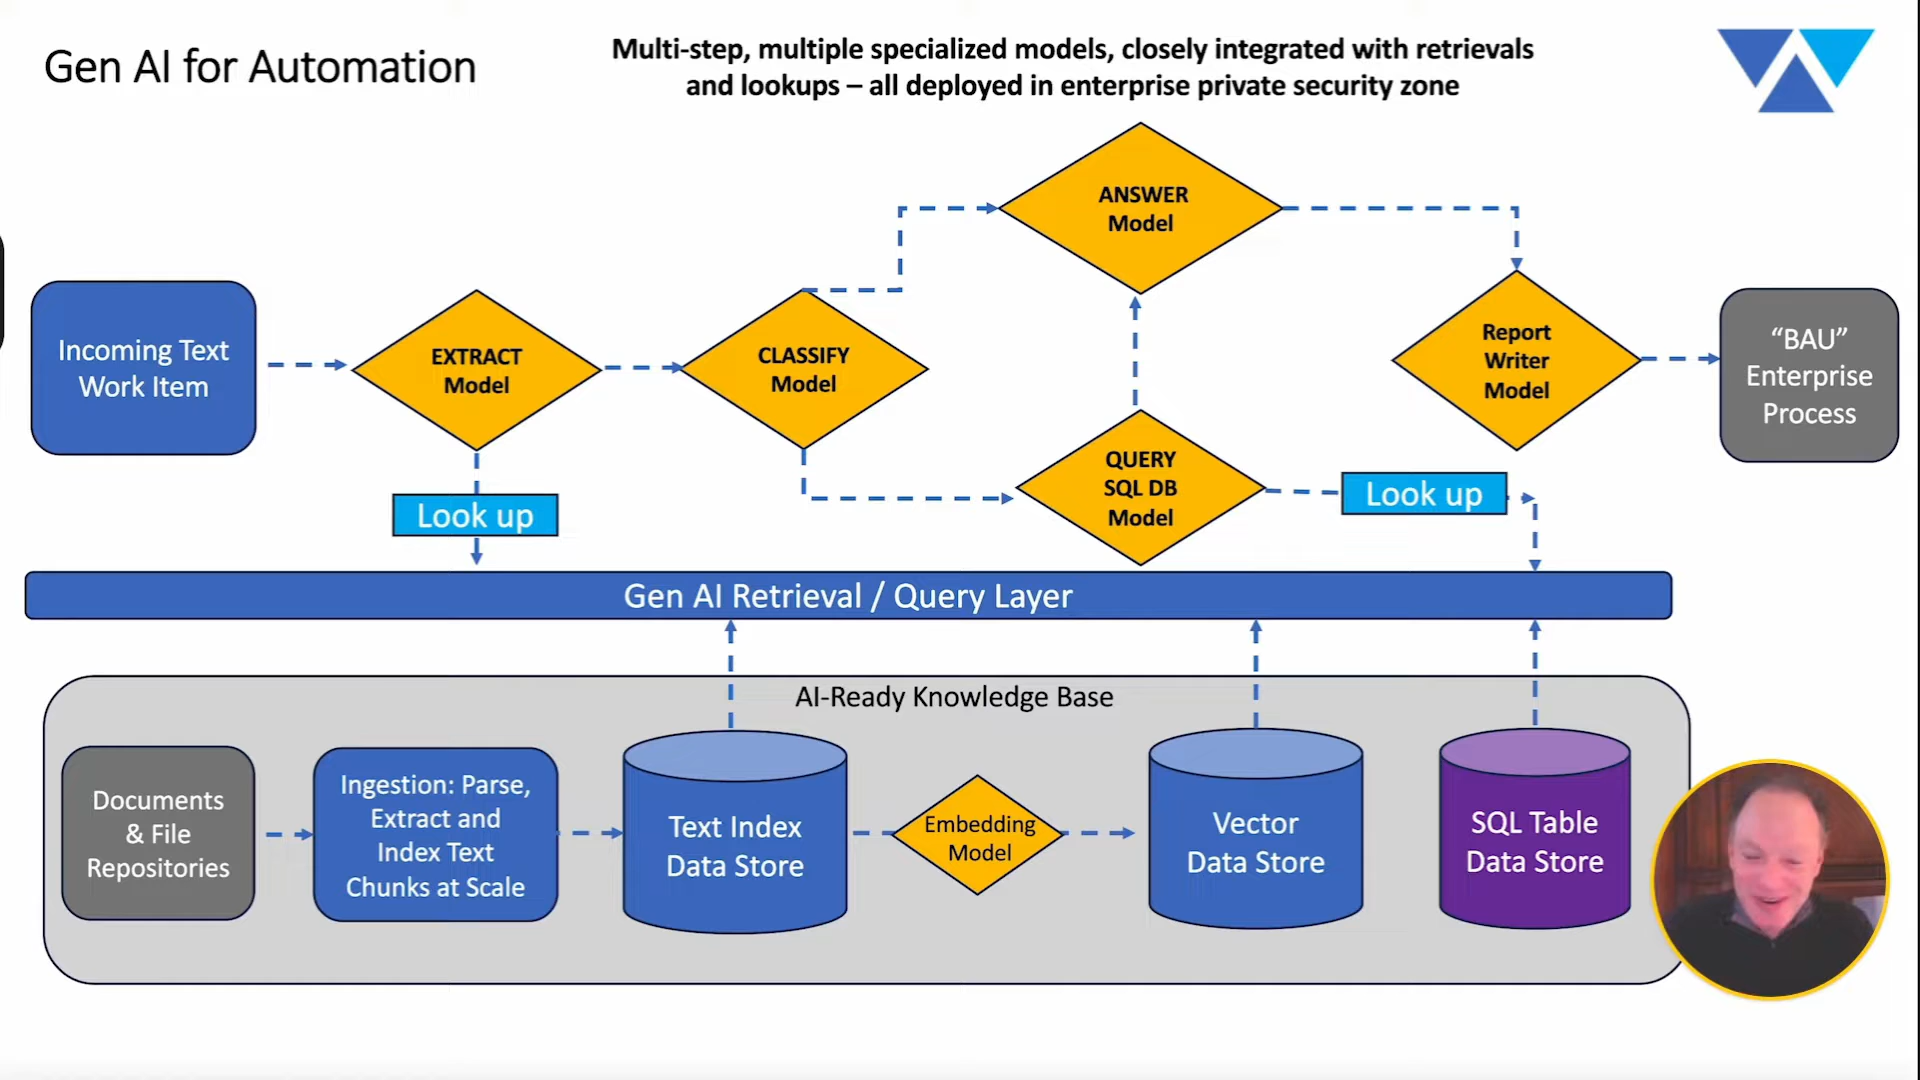 Gen AI for Automation
Multi-step, multiple specialized models, closely integrated with retrievals
and lookups – all deployed in enterprise private security zone
Incoming Text
Work Item
EXTRACT
Model
CLASSIFY
Model
ANSWER
Model
QUERY
SQL DB
Model
Report
Writer
Model
“BAU”
Enterprise
Process
Look up
Look up
Gen AI Retrieval / Query Layer
AI-Ready Knowledge Base
Documents
& File
Repositories
Ingestion: Parse,
Extract and
Index Text
Chunks at Scale
Text Index
Data Store
Embedding
Model
Vector
Data Store
SQL Table
Data Store